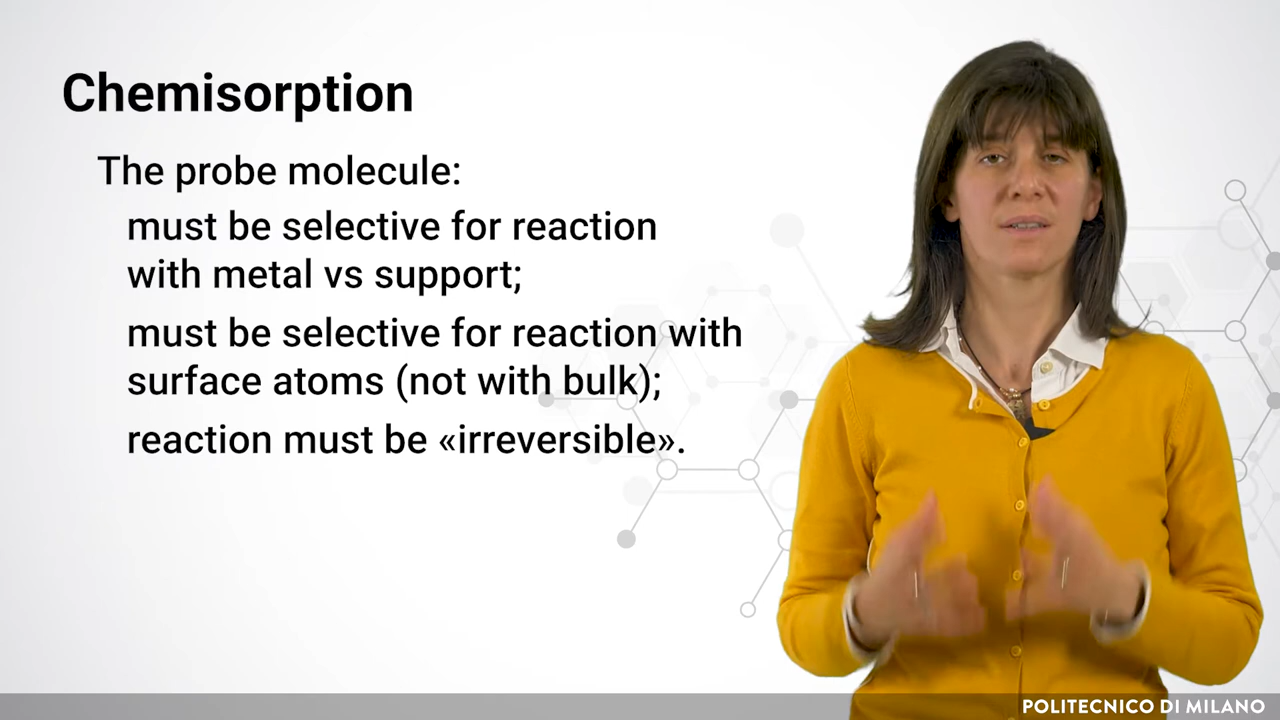 Chemisorption
The probe molecule:
must be selective for reaction
with metal vs support;
must be selective for reaction with
surface atoms (not with bulk);
reaction must be «irreversible».
POLITECNICO DI MILANO